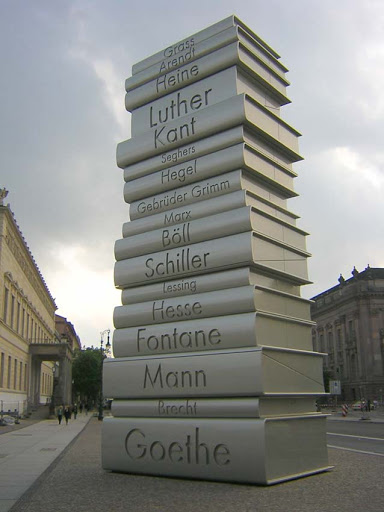 Grass
Arendt
Heine
Luther
Kant
Seghers
Hegel
Gebrüder Grimm
Marx
Böll
Schiller
Lessing
Hesse
Fontane
Mann
Brecht
Goethe